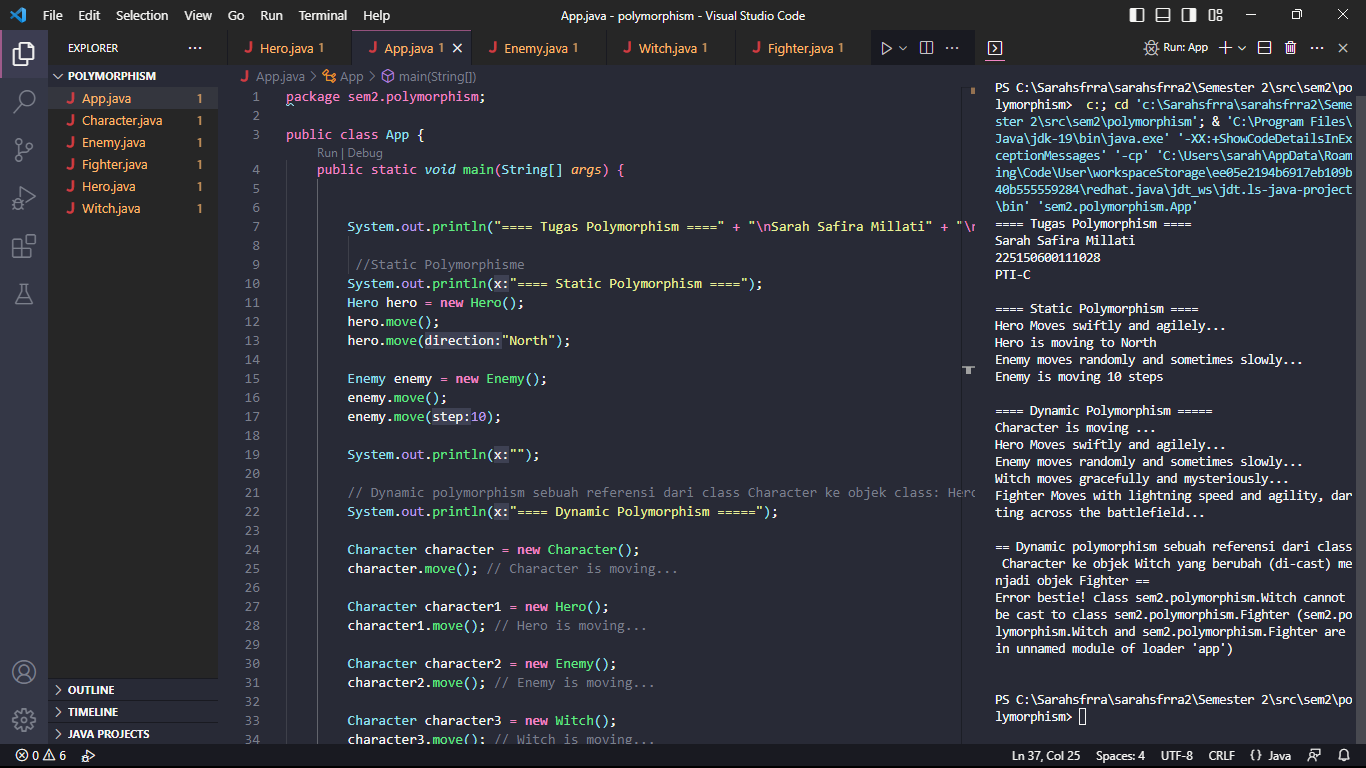 File Edit Selection View Go Run Terminal Help
App.java - polymorphism - Visual Studio Code
EXPLORER ...
Hero.java 1
App.java 1
Enemy.java 1
Witch.java 1
Fighter.java 1
Run: App
POLYMORPHISM
App.java 1
Character.java 1
Enemy.java 1
Fighter.java 1
Hero.java 1
Witch.java 1
OUTLINE
TIMELINE
JAVA PROJECTS
App.java > App > main(String[])
1 package sem2.polymorphism;
2
3 public class App {
Run | Debug
4 public static void main(String[] args) {
5
6
7 System.out.println("==== Tugas Polymorphism ====" + "\nSarah Safira Millati" + "\
8
9 //Static Polymorphisme
10 System.out.println(x:"==== Static Polymorphism ====");
11 Hero hero = new Hero();
12 hero.move();
13 hero.move(direction:"North");
14
15 Enemy enemy = new Enemy();
16 enemy.move();
17 enemy.move(step:10);
18
19 System.out.println(x:"");
20
21 // Dynamic polymorphism sebuah referensi dari class Character ke objek class: Hero
22 System.out.println(x:"==== Dynamic Polymorphism =====");
23
24 Character character = new Character();
25 character.move(); // Character is moving...
26
27 Character character1 = new Hero();
28 character1.move(); // Hero is moving...
29
30 Character character2 = new Enemy();
31 character2.move(); // Enemy is moving...
32
33 Character character3 = new Witch();
34 character3.move(); // Witch is moving...
PS C:\Sarahsfrra\sarahsfrra2\Semester 2\src\sem2\po
lymorphism> c:; cd 'c:\Sarahsfrra\sarahsfrra2\Seme
ster 2\src\sem2\polymorphism'; & 'C:\Program Files\
Java\jdk-19\bin\java.exe' '-XX:+ShowCodeDetailsInEx
ceptionMessages' '-cp' 'C:\Users\sarah\AppData\Roam
ing\Code\User\workspaceStorage\ee05e2194b6917eb109b
40b555559284\redhat.java\jdt_ws\jdt.ls-java-project
\bin' 'sem2.polymorphism.App'
==== Tugas Polymorphism ====
Sarah Safira Millati
225150600111028
PTI-C
==== Static Polymorphism ====
Hero Moves swiftly and agilely...
Hero is moving to North
Enemy moves randomly and sometimes slowly...
Enemy is moving 10 steps
==== Dynamic Polymorphism =====
Character is moving ...
Hero Moves swiftly and agilely...
Enemy moves randomly and sometimes slowly...
Witch moves gracefully and mysteriously...
Fighter Moves with lightning speed and agility, dar
ting across the battlefield...
== Dynamic polymorphism sebuah referensi dari class
Character ke objek Witch yang berubah (di-cast) me
njadi objek Fighter ==
Error bestie! class sem2.polymorphism.Witch cannot
be cast to class sem2.polymorphism.Fighter (sem2.po
lymorphism.Witch and sem2.polymorphism.Fighter are
in unnamed module of loader 'app')
PS C:\Sarahsfrra\sarahsfrra2\Semester 2\src\sem2\po
lymorphism>
0 6
Ln 37, Col 25 Spaces: 4 UTF-8 CRLF {} Java